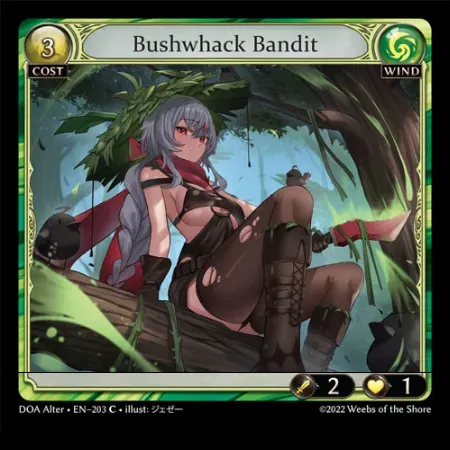 3 Bushwhack Bandit
COST WIND
2 1
DOA Alter • EN-203 C • illust: ジェゼー ©2022 Weebs of the Shore